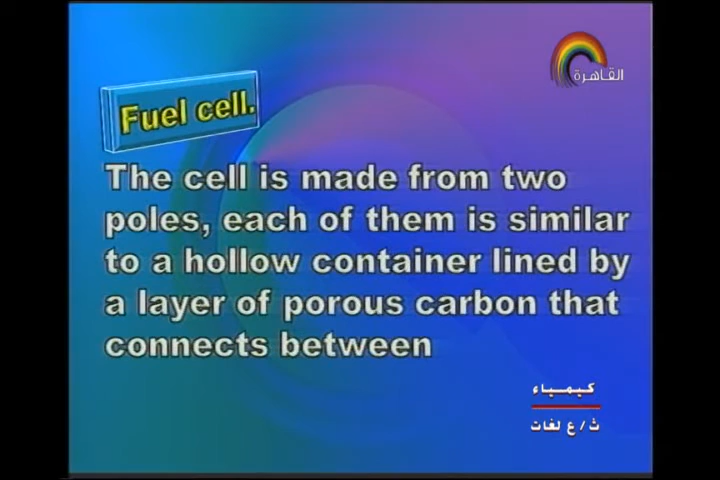 القاهرة
Fuel cell.
The cell is made from two
poles, each of them is similar
to a hollow container lined by
a layer of porous carbon that
connects between
كيمياء
ث/ع لغات